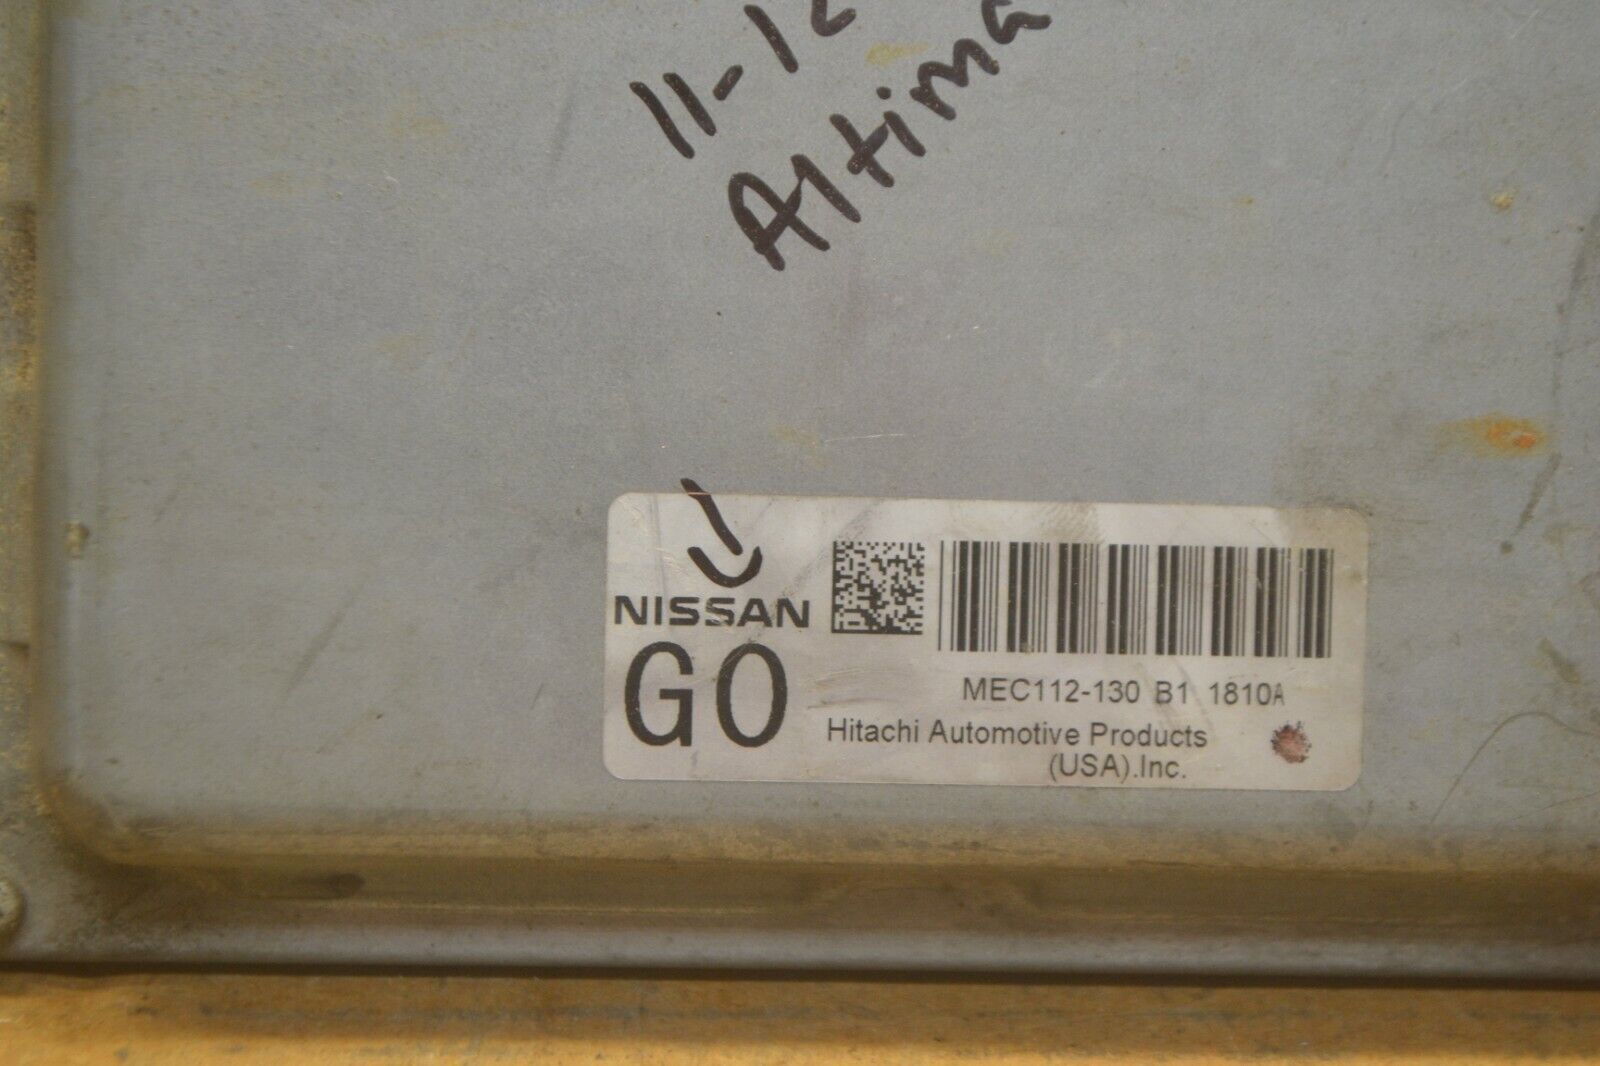 11-12
Altima
NISSAN
GO
MEC112-130 B1 1810A
Hitachi Automotive Products
(USA).Inc.